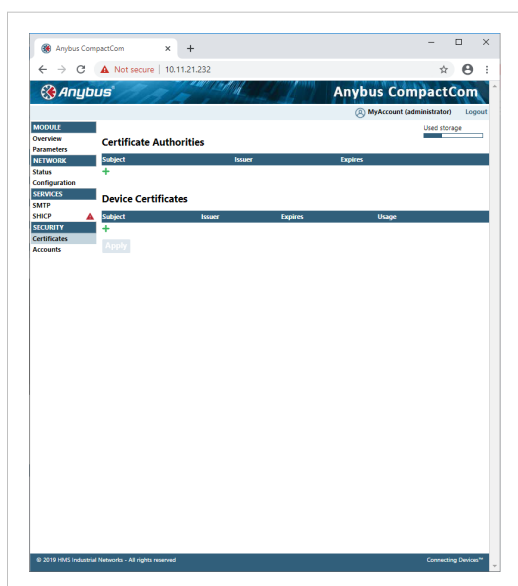 Anybus CompactCom
Not secure | 10.11.21.232
Anybus®
Anybus CompactCom
MyAccount (administrator) Logout
Used storage
MODULE
Overview
Parameters
NETWORK
Status
Configuration
SERVICES
SMTP
SHICP
SECURITY
Certificates
Accounts
Certificate Authorities
Subject Issuer Expires
Device Certificates
Subject Issuer Expires Usage
Apply
© 2019 HMS Industrial Networks - All rights reserved
Connecting Devices™